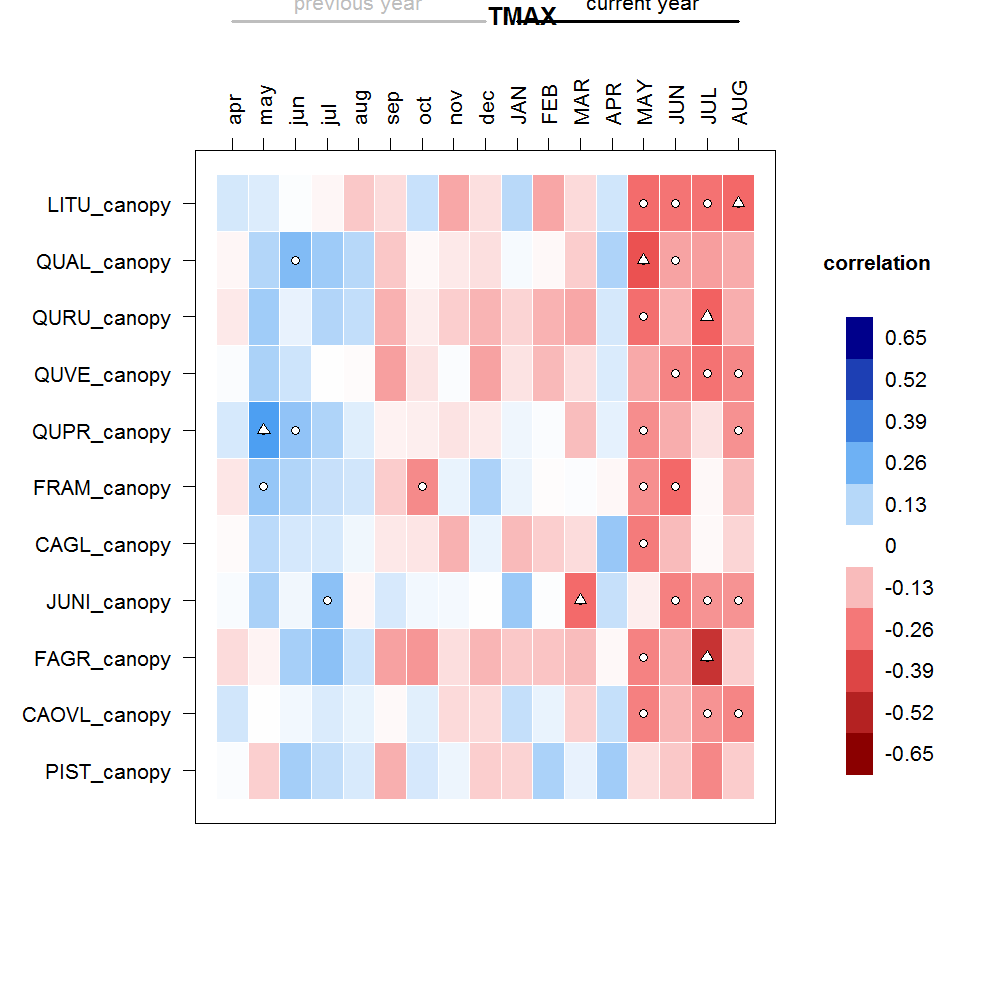 previous year
current year
TMAX
apr may jun jul aug sep oct nov dec JAN FEB MAR APR MAY JUN JUL AUG
LITU_canopy
QUAL_canopy
QURU_canopy
QUVE_canopy
QUPR_canopy
FRAM_canopy
CAGL_canopy
JUNI_canopy
FAGR_canopy
CAOVL_canopy
PIST_canopy
correlation
0.65
0.52
0.39
0.26
0.13
0
-0.13
-0.26
-0.39
-0.52
-0.65